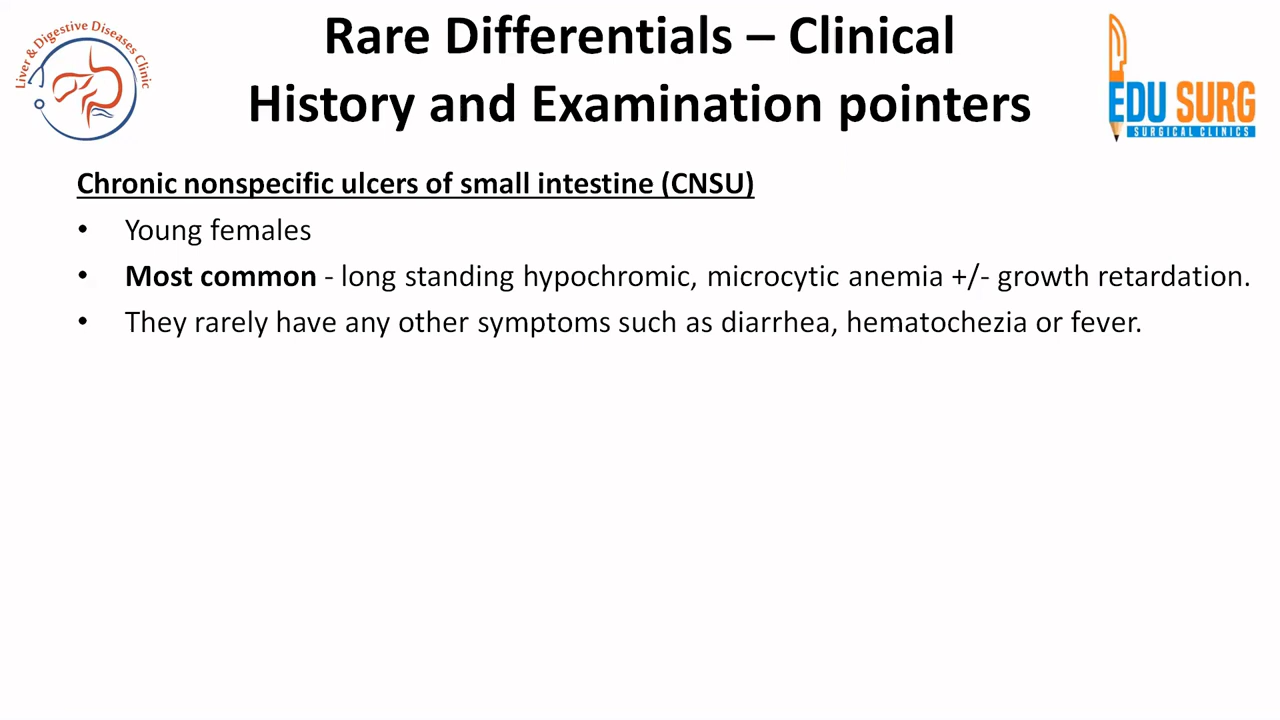 Liver & Digestive Diseases Clinic
Rare Differentials – Clinical
History and Examination pointers
EDU SURG
SURGICAL CLINICS
Chronic nonspecific ulcers of small intestine (CNSU)
• Young females
• Most common - long standing hypochromic, microcytic anemia +/- growth retardation.
• They rarely have any other symptoms such as diarrhea, hematochezia or fever.